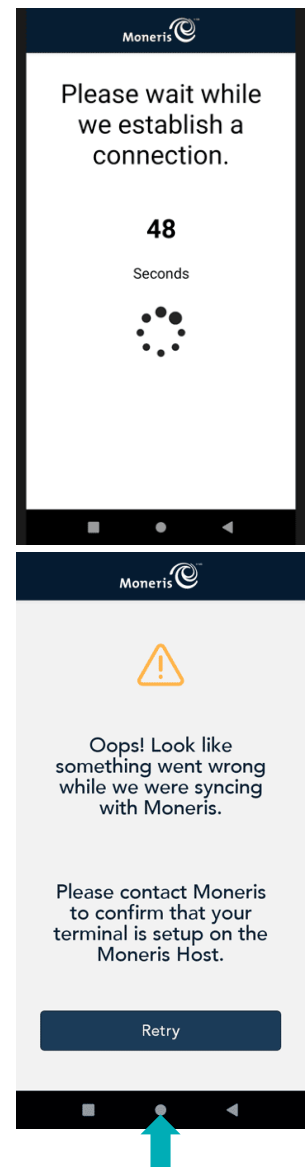 Moneris
Please wait while
we establish a
connection.
48
Seconds
Moneris
Oops! Look like
something went wrong
while we were syncing
with Moneris.
Please contact Moneris
to confirm that your
terminal is setup on the
Moneris Host.
Retry